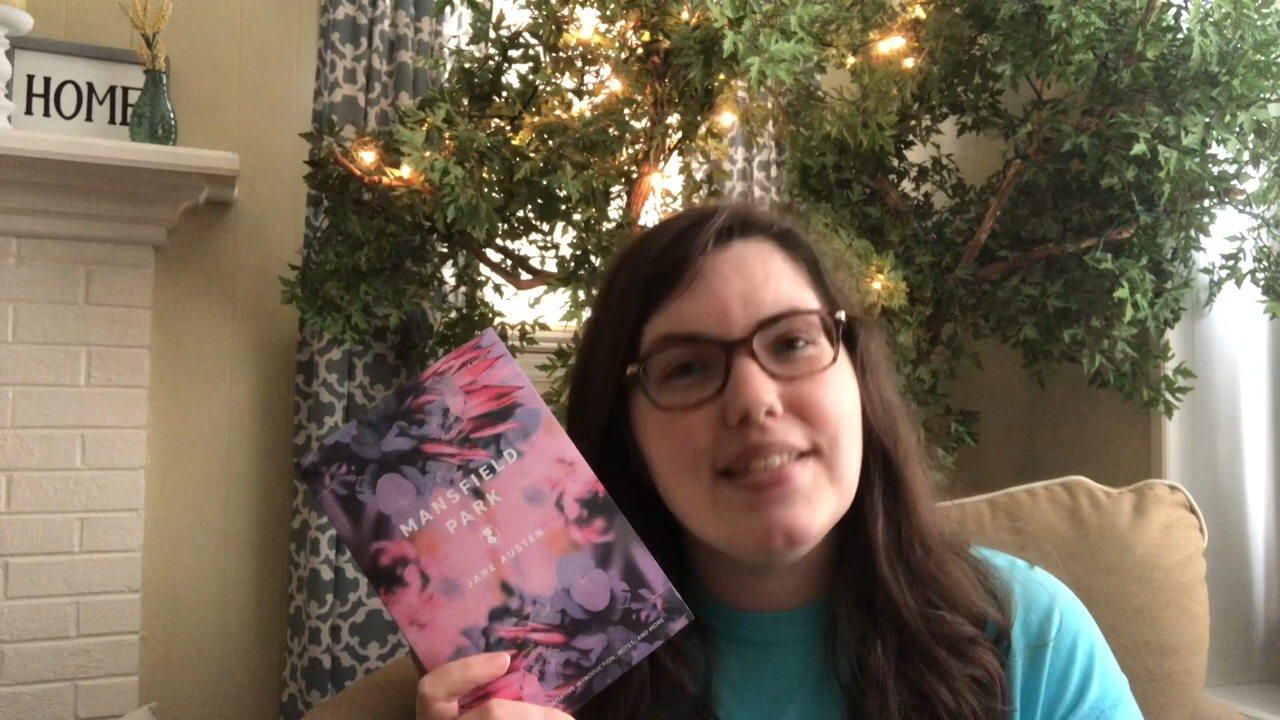 HOME
MANSFIELD
PARK
JANE AUSTEN
INTRODUCTION, NOTES, AND MORE